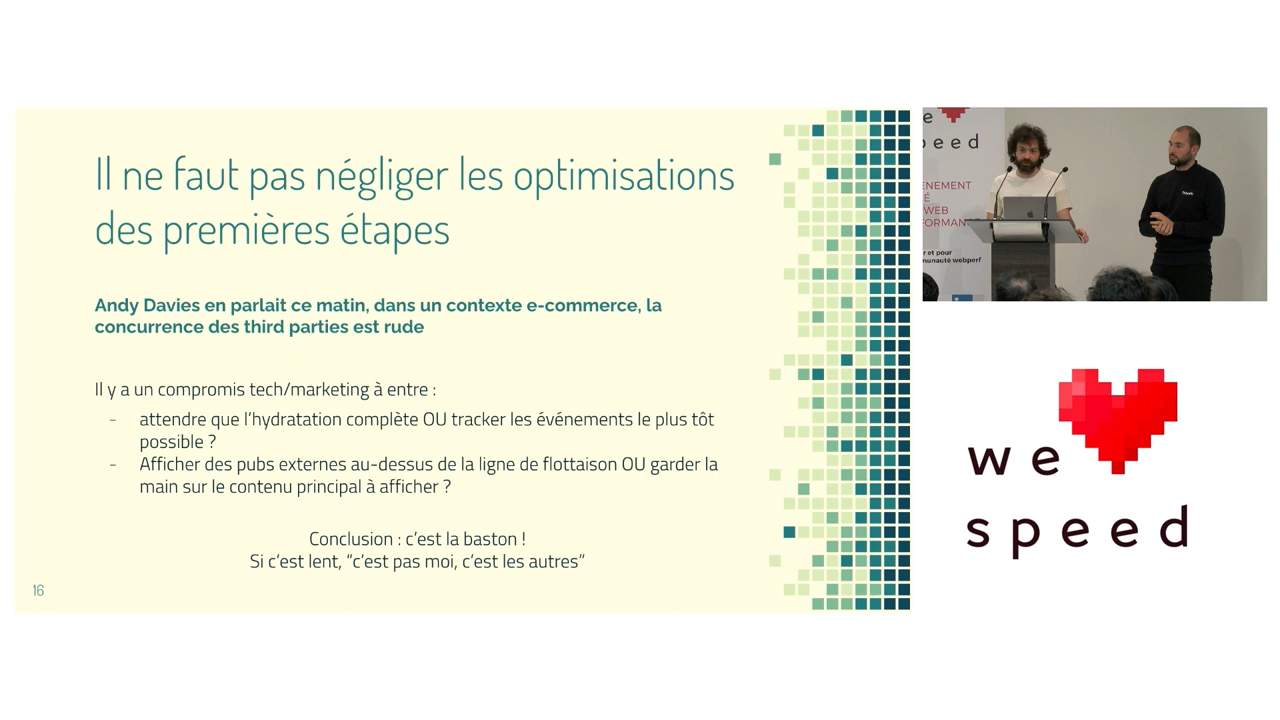 Il ne faut pas négliger les optimisations
des premières étapes
Andy Davies en parlait ce matin, dans un contexte e-commerce, la
concurrence des third parties est rude
Il y a un compromis tech/marketing à entre :
- attendre que l'hydratation complète OU tracker les événements le plus tôt
possible ?
- Afficher des pubs externes au-dessus de la ligne de flottaison OU garder la
main sur le contenu principal à afficher ?
Conclusion : c'est la baston !
Si c'est lent, “c'est pas moi, c'est les autres”
16
we
speed